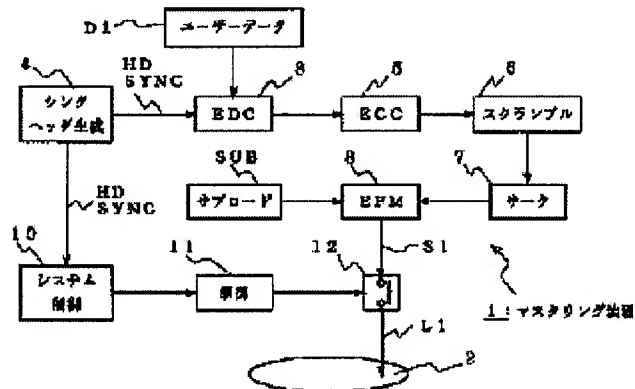 D1
ユーザーデータ
4
HD
SYNC
3
5
6
シンク
ヘッダ生成
EDC
ECC
スクランブル
SUB
8
7
サブコード
EFM
サーク
HD
SYNC
10
11
12
S1
システム
制御
制御
L1
1:マスタリング装置
2